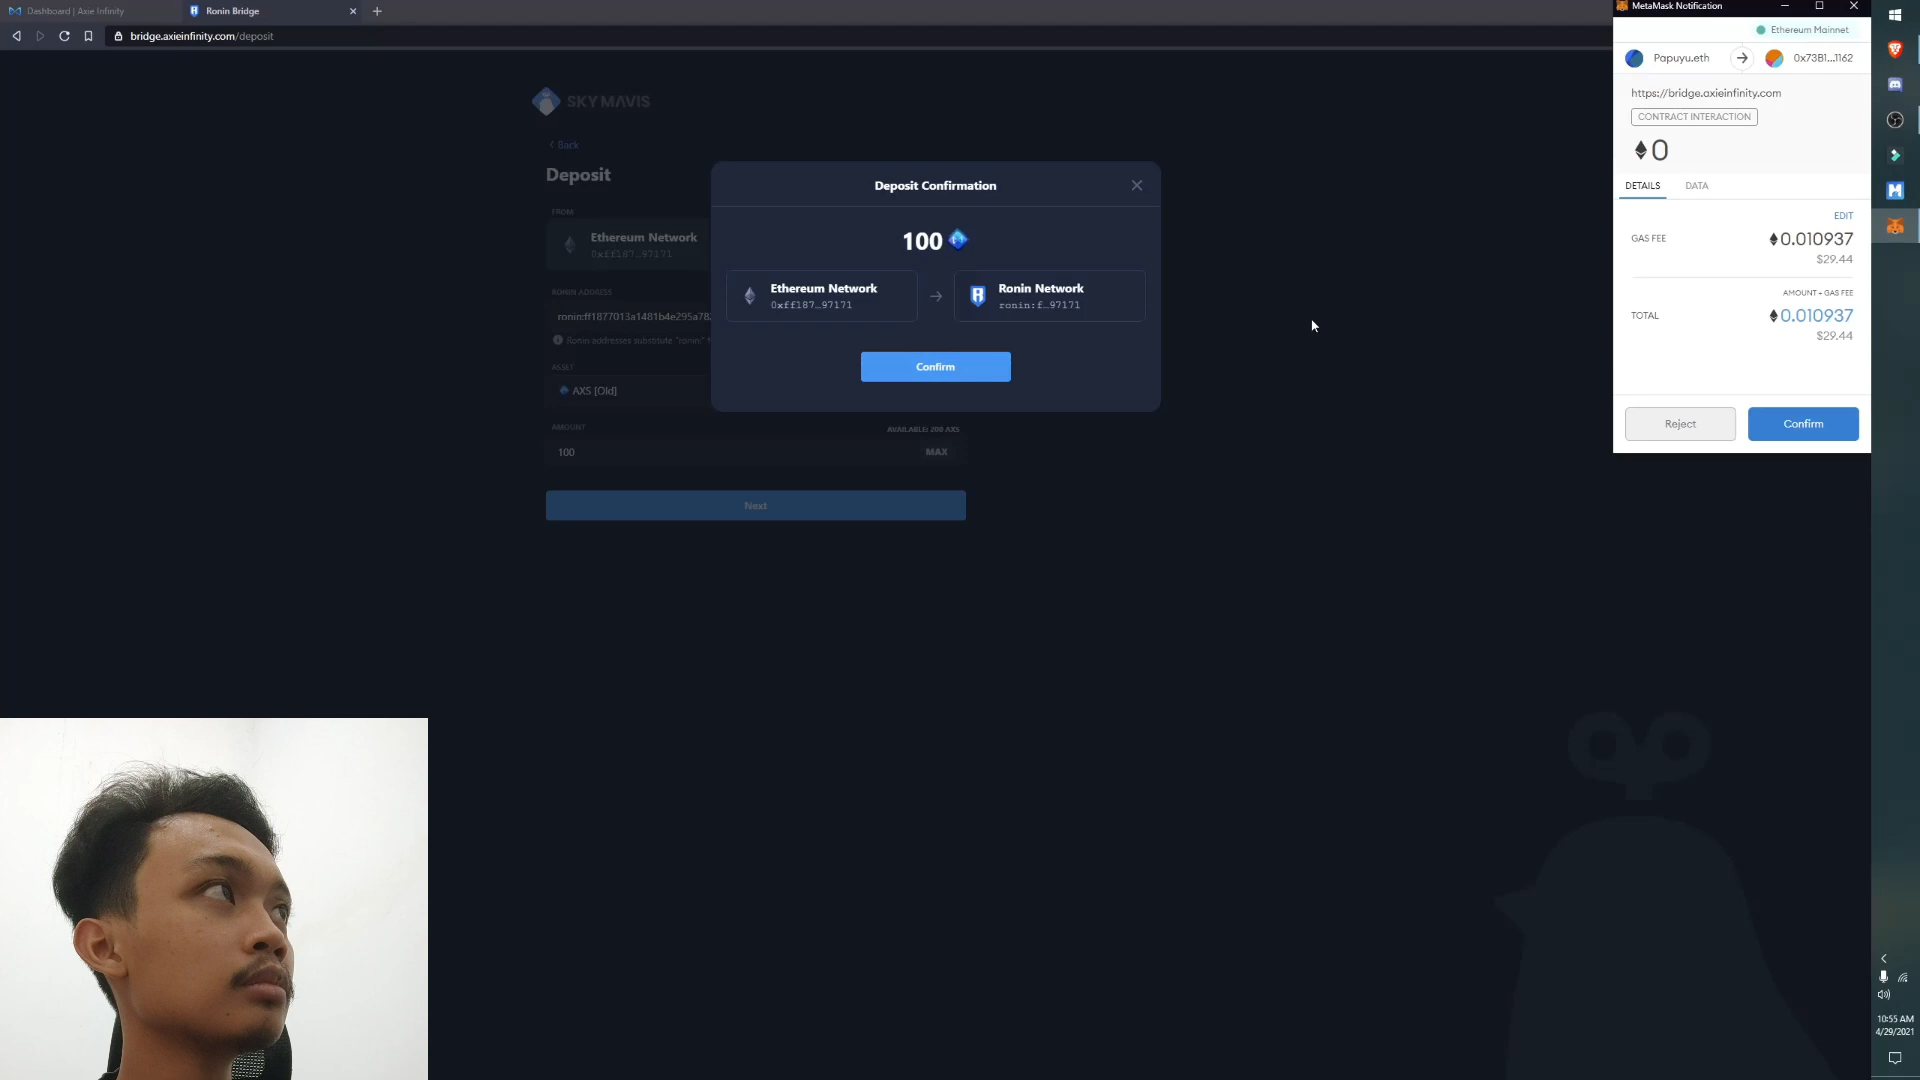 Dashboard | Axie Infinity
Ronin Bridge
bridge.axieinfinity.com/deposit
SKY MAVIS
Back
Deposit
FROM
Ethereum Network
0xff187...97171
RONIN ADDRESS
ronin:ff1877013a1481b4e295a78
Ronin addresses substitute "ronin:"
ASSET
AXS [Old]
AMOUNT
AVAILABLE: 200 AXS
100
MAX
Next
Deposit Confirmation
100
Ethereum Network
0xff187...97171
Ronin Network
ronin:f...97171
Confirm
MetaMask Notification
Ethereum Mainnet
Papuyu.eth
0x73B1...1162
https://bridge.axieinfinity.com
CONTRACT INTERACTION
0
DETAILS
DATA
EDIT
GAS FEE
0.010937
$29.44
AMOUNT + GAS FEE
TOTAL
0.010937
$29.44
Reject
Confirm
10:55 AM
4/29/2021